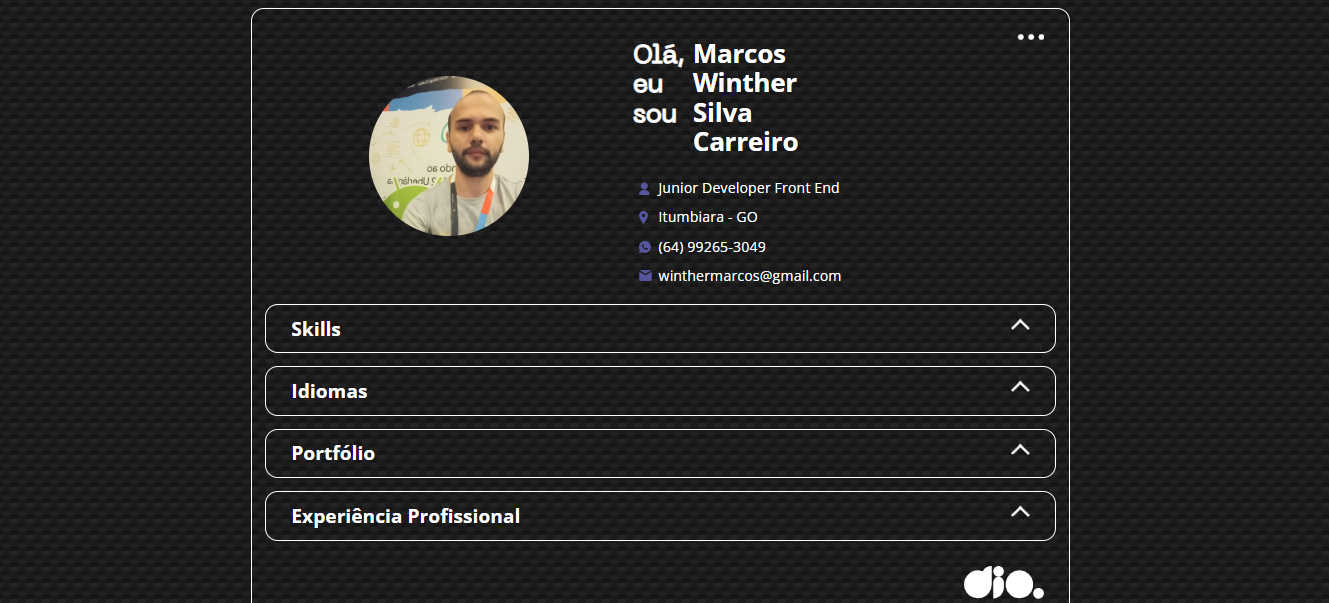 Olá, Marcos
eu Winther
sou Silva
Carreiro
Junior Developer Front End
Itumbiara - GO
(64) 99265-3049
winthermarcos@gmail.com
Skills
Idiomas
Portfólio
Experiência Profissional
dio.